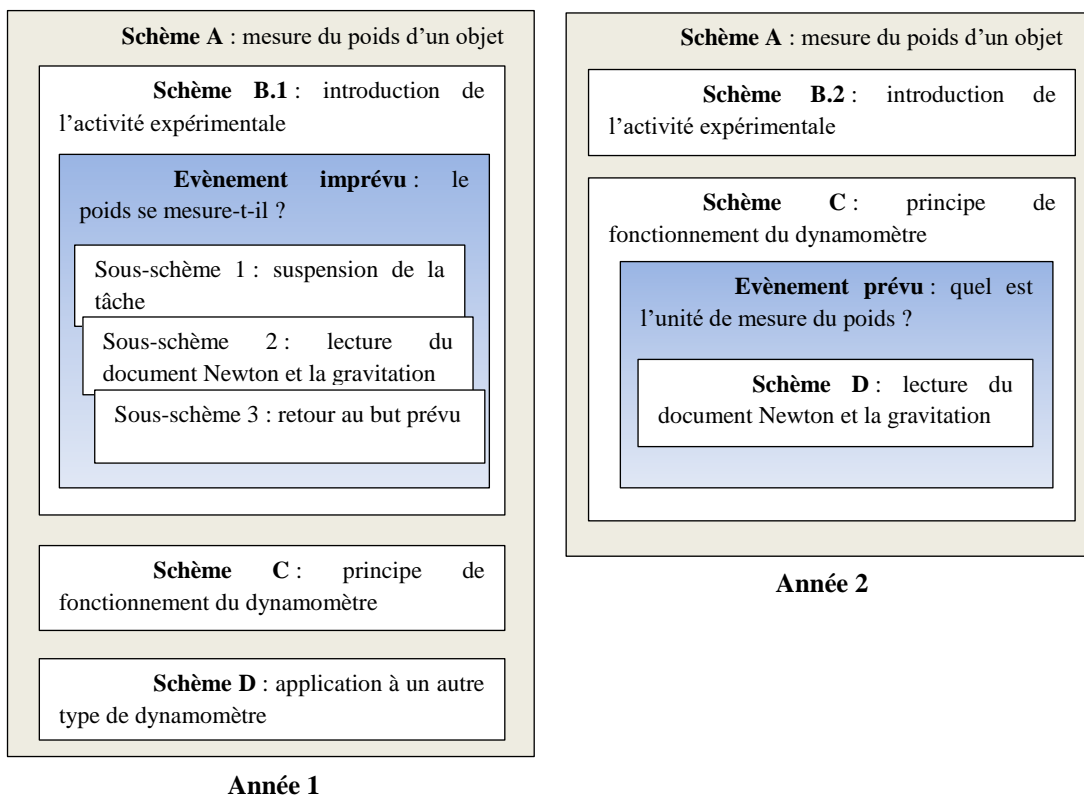 Schème A : mesure du poids d’un objet
Schème B.1 : introduction de
l’activité expérimentale
Evènement imprévu : le
poids se mesure-t-il ?
Sous-schème 1 : suspension de la
tâche
Sous-schème 2 : lecture du
document Newton et la gravitation
Sous-schème 3 : retour au but prévu
Schème C : principe de
fonctionnement du dynamomètre
Schème D : application à un autre
type de dynamomètre
Année 1
Schème A : mesure du poids d’un objet
Schème B.2 : introduction de
l’activité expérimentale
Schème C : principe de
fonctionnement du dynamomètre
Evènement prévu : quel est
l’unité de mesure du poids ?
Schème D : lecture du
document Newton et la gravitation
Année 2